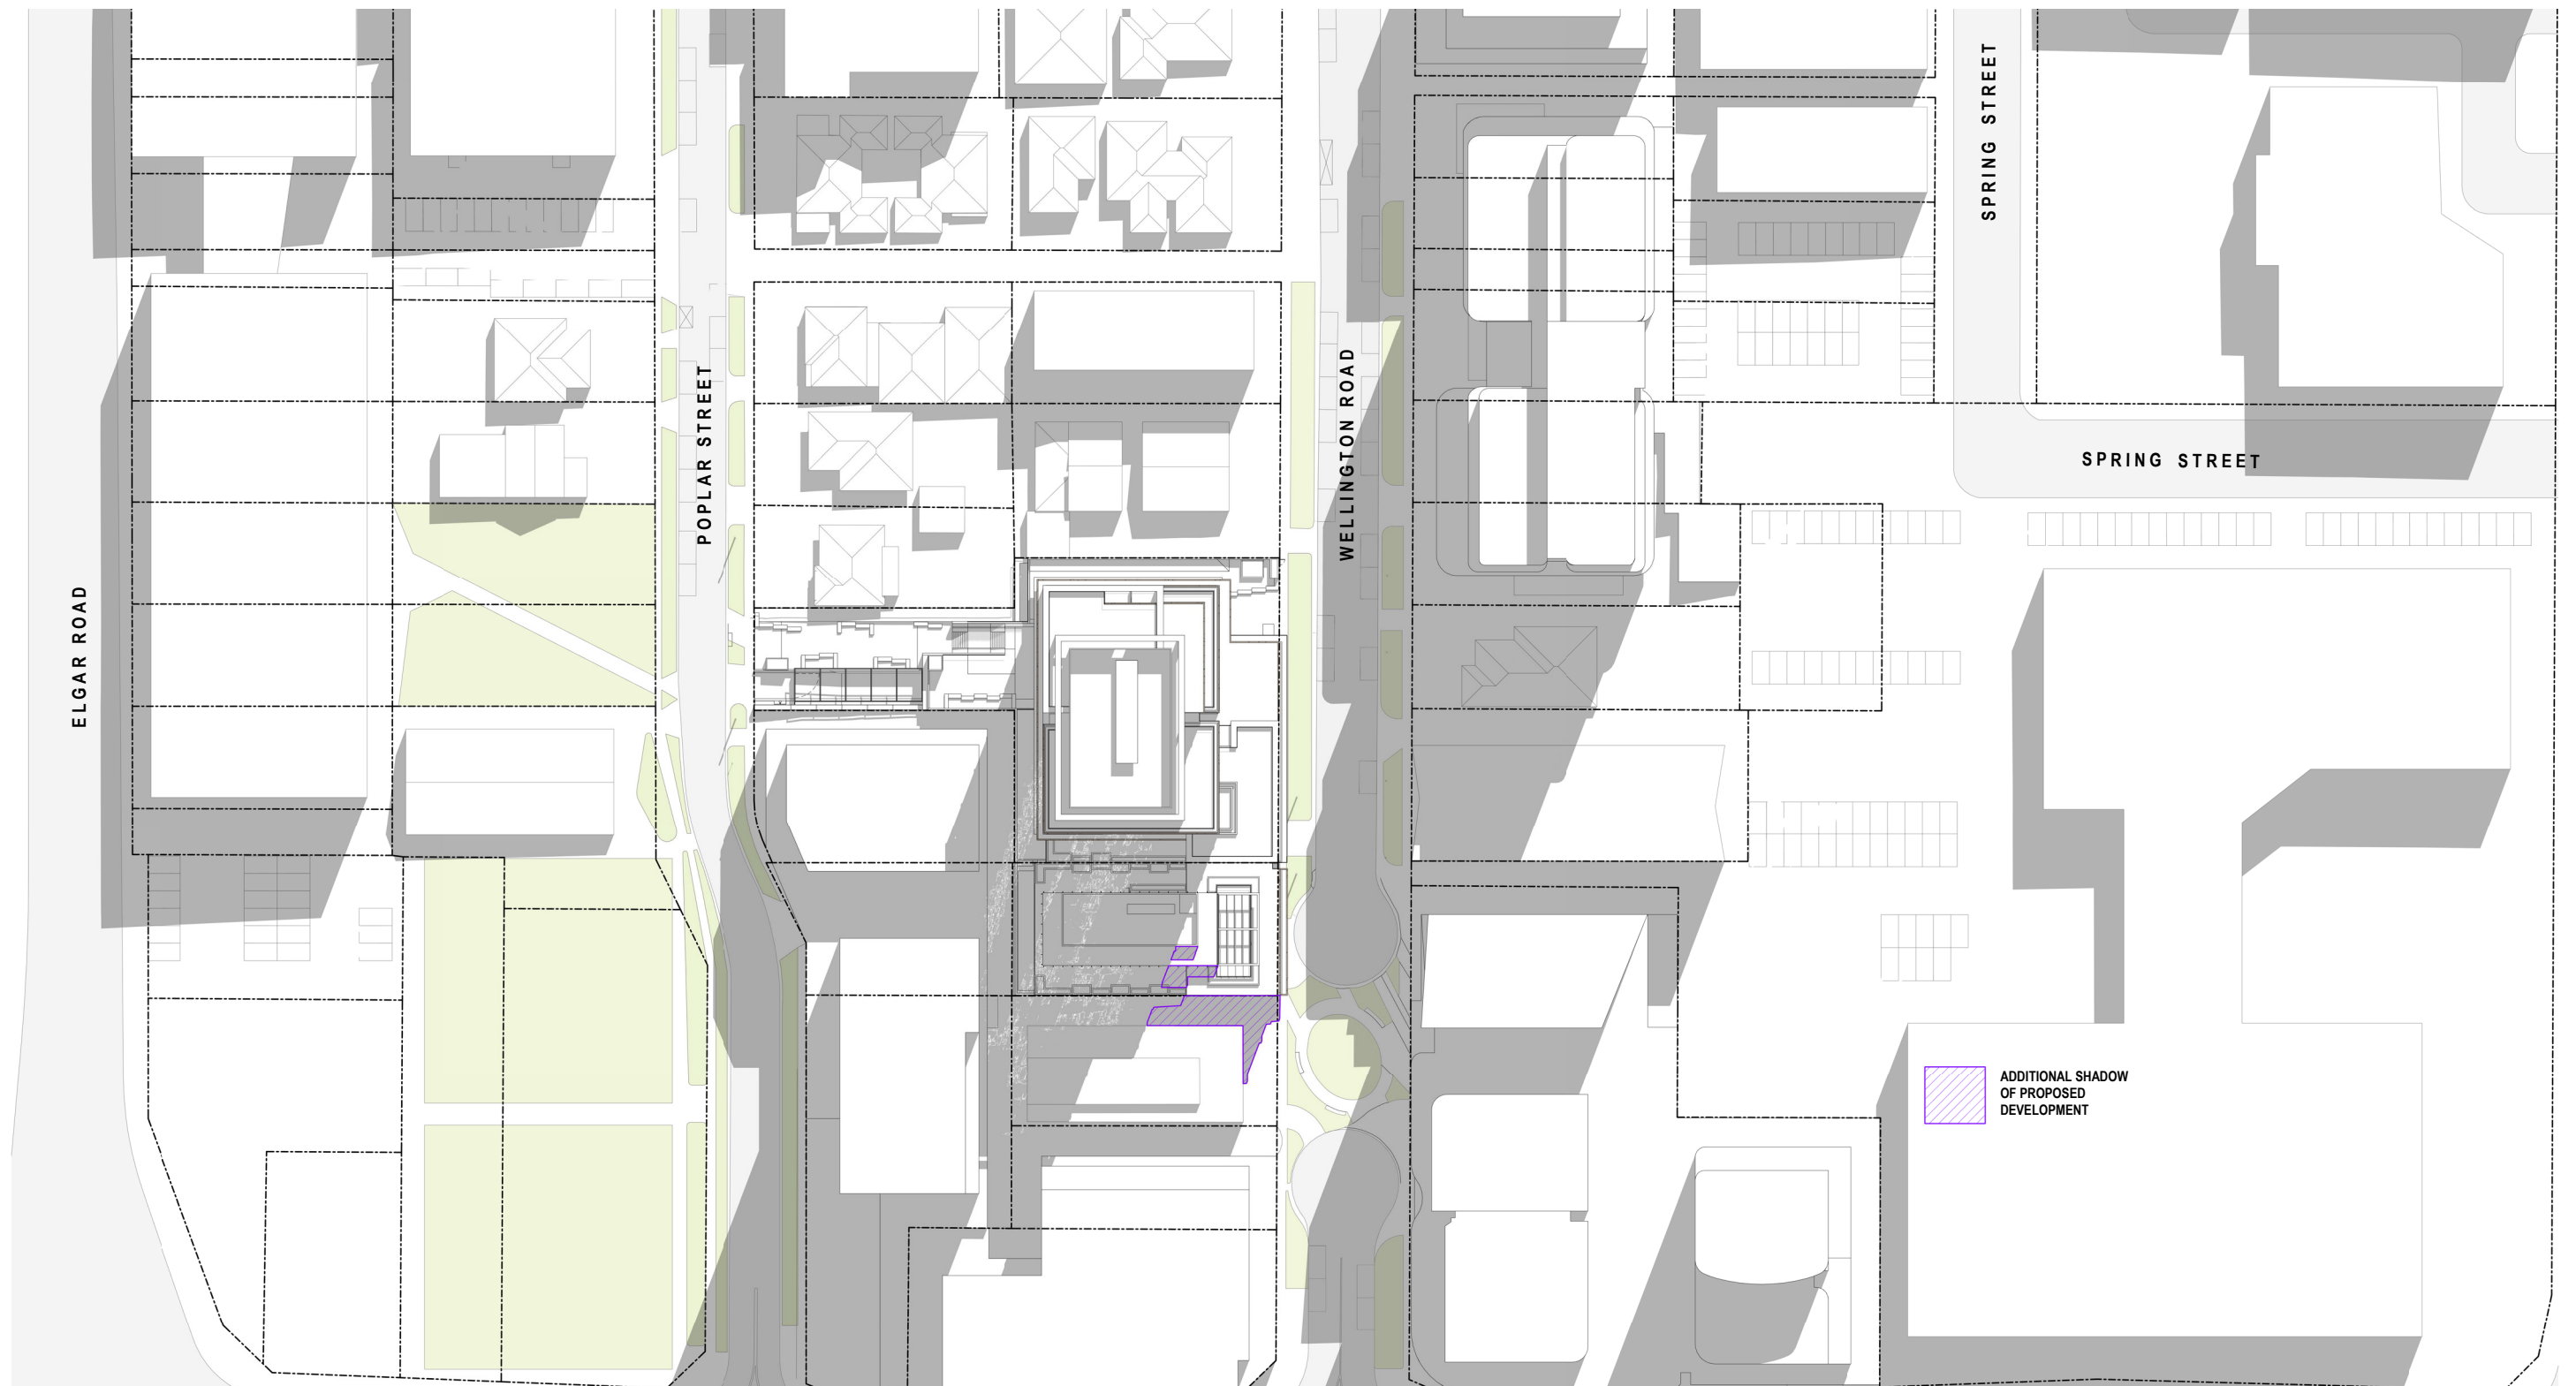 SPRING STREET
POPLAR STREET
WELLINGTON ROAD
SPRING STREET
ELGAR ROAD
ADDITIONAL SHADOW
OF PROPOSED
DEVELOPMENT